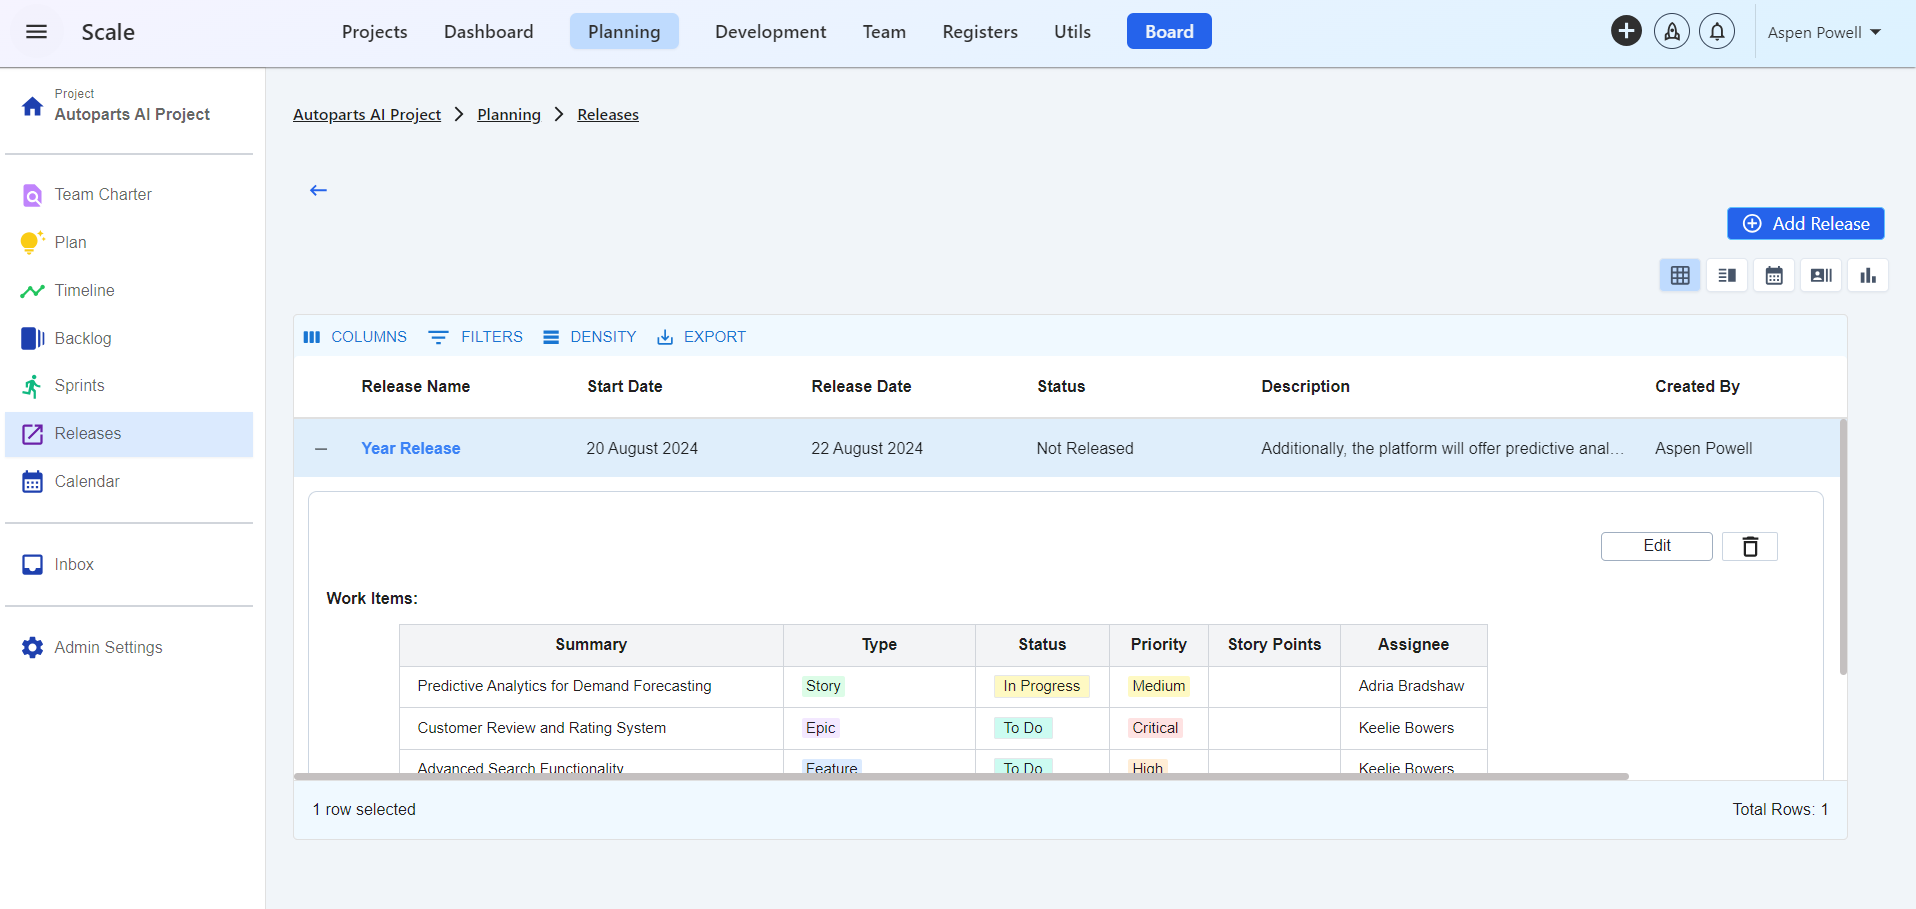 Scale
Projects Dashboard Planning Development Team Registers Utils Board
Aspen Powell
Project
Autoparts AI Project
Team Charter
Plan
Timeline
Backlog
Sprints
Releases
Calendar
Inbox
Admin Settings
Autoparts AI Project Planning Releases
Add Release
COLUMNS FILTERS DENSITY EXPORT
Release Name Start Date Release Date Status Description Created By
Year Release 20 August 2024 22 August 2024 Not Released Additionally, the platform will offer predictive anal... Aspen Powell
Edit
Work Items:
Summary Type Status Priority Story Points Assignee
Predictive Analytics for Demand Forecasting Story In Progress Medium Adria Bradshaw
Customer Review and Rating System Epic To Do Critical Keelie Bowers
Advanced Search Functionality Feature To Do High Keelie Bowers
1 row selected Total Rows: 1